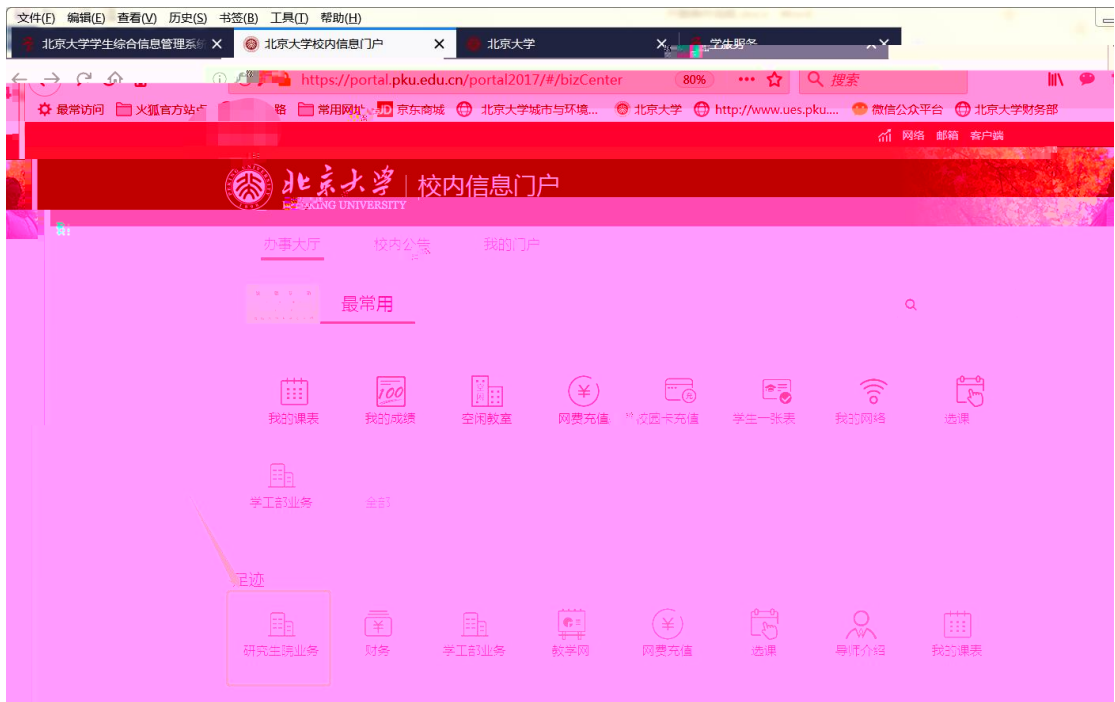 文件(F) 编辑(E) 查看(V) 历史(S) 书签(B) 工具(T) 帮助(H)
北京大学学生综合信息管理系统 × 北京大学校内信息门户 × 北京大学 × 学生服务 ×
https://portal.pku.edu.cn/portal2017/#/bizCenter 80% 搜索
最常访问 火狐官方站点 常用网址 京东商城 北京大学城市与环境... 北京大学 http://www.ues.pku.... 微信公众平台 北京大学财务部
网络 邮箱 客户端
北京大学 校内信息门户
PEKING UNIVERSITY
办事大厅 校内公告 我的门户
最常用
我的课表 我的成绩 空闲教室 网费充值 校园卡充值 学生一张表 我的网络 选课
学工部业务 全部
足迹
研究生院业务 财务 学工部业务 教学网 网费充值 选课 导师介绍 我的课表